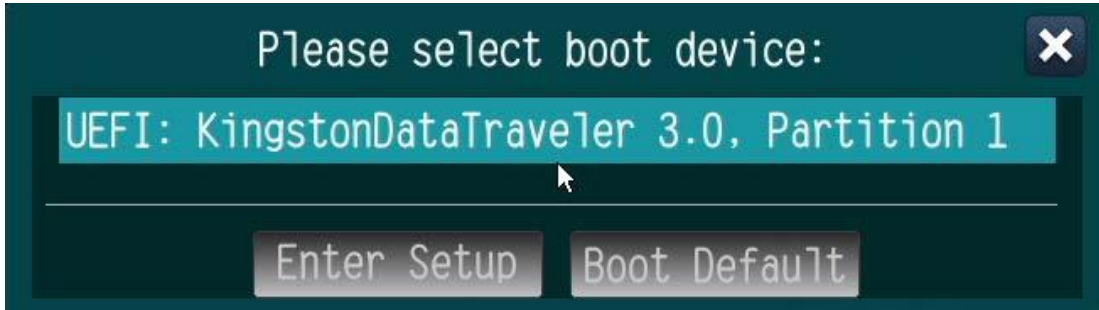 Please select boot device:
UEFI: KingstonDataTraveler 3.0, Partition 1
Enter Setup
Boot Default